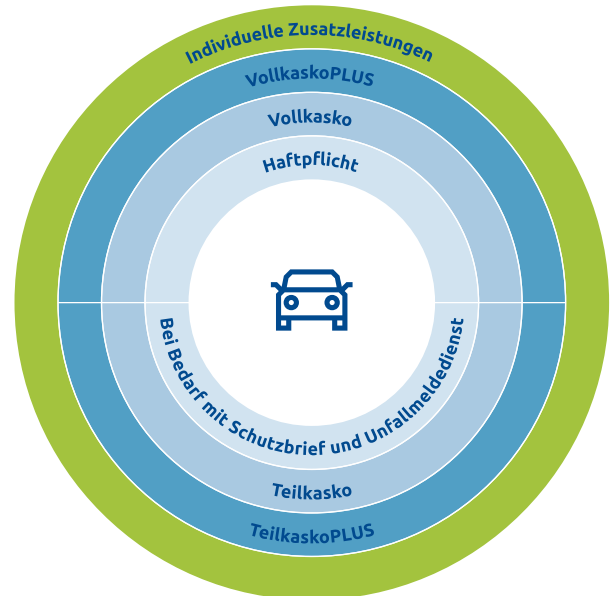 Individuelle Zusatzleistungen
VollkaskoPLUS
Vollkasko
Haftpflicht
Bei Bedarf mit Schutzbrief und Unfallmeldedienst
Teilkasko
TeilkaskoPLUS